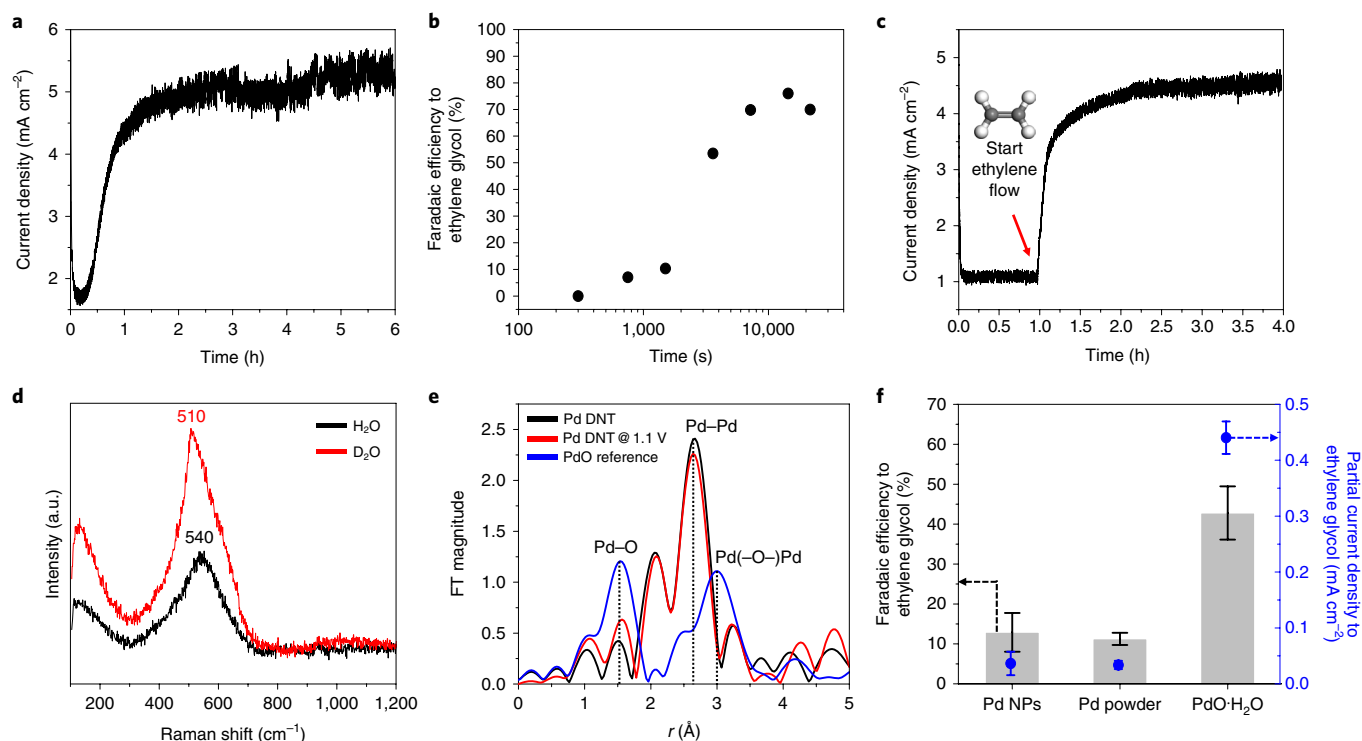 a
6
5
4
3
2
0
1
2
3
4
5
6
Current density (mA cm⁻²)
Time (h)
b
100
90
80
70
60
50
40
30
20
10
0
100
1,000
10,000
Faradaic efficiency to
ethylene glycol (%)
Time (s)
c
5
4
3
2
1
0.0
0.5
1.0
1.5
2.0
2.5
3.0
3.5
4.0
Start
ethylene
flow
Current density (mA cm⁻²)
Time (h)
d
510
540
H₂O
D₂O
200
400
600
800
1,000
1,200
Intensity (a.u.)
Raman shift (cm⁻¹)
e
Pd DNT
Pd DNT @ 1.1 V
PdO reference
Pd–Pd
Pd–O
Pd(–O–)Pd
2.5
2.0
1.5
1.0
0.5
0.0
0
1
2
3
4
5
FT magnitude
r (Å)
f
70
60
50
40
30
20
10
0
0.5
0.4
0.3
0.2
0.1
0.0
Pd NPs
Pd powder
PdO·H₂O
Faradaic efficiency to
ethylene glycol (%)
Partial current density to
ethylene glycol (mA cm⁻²)